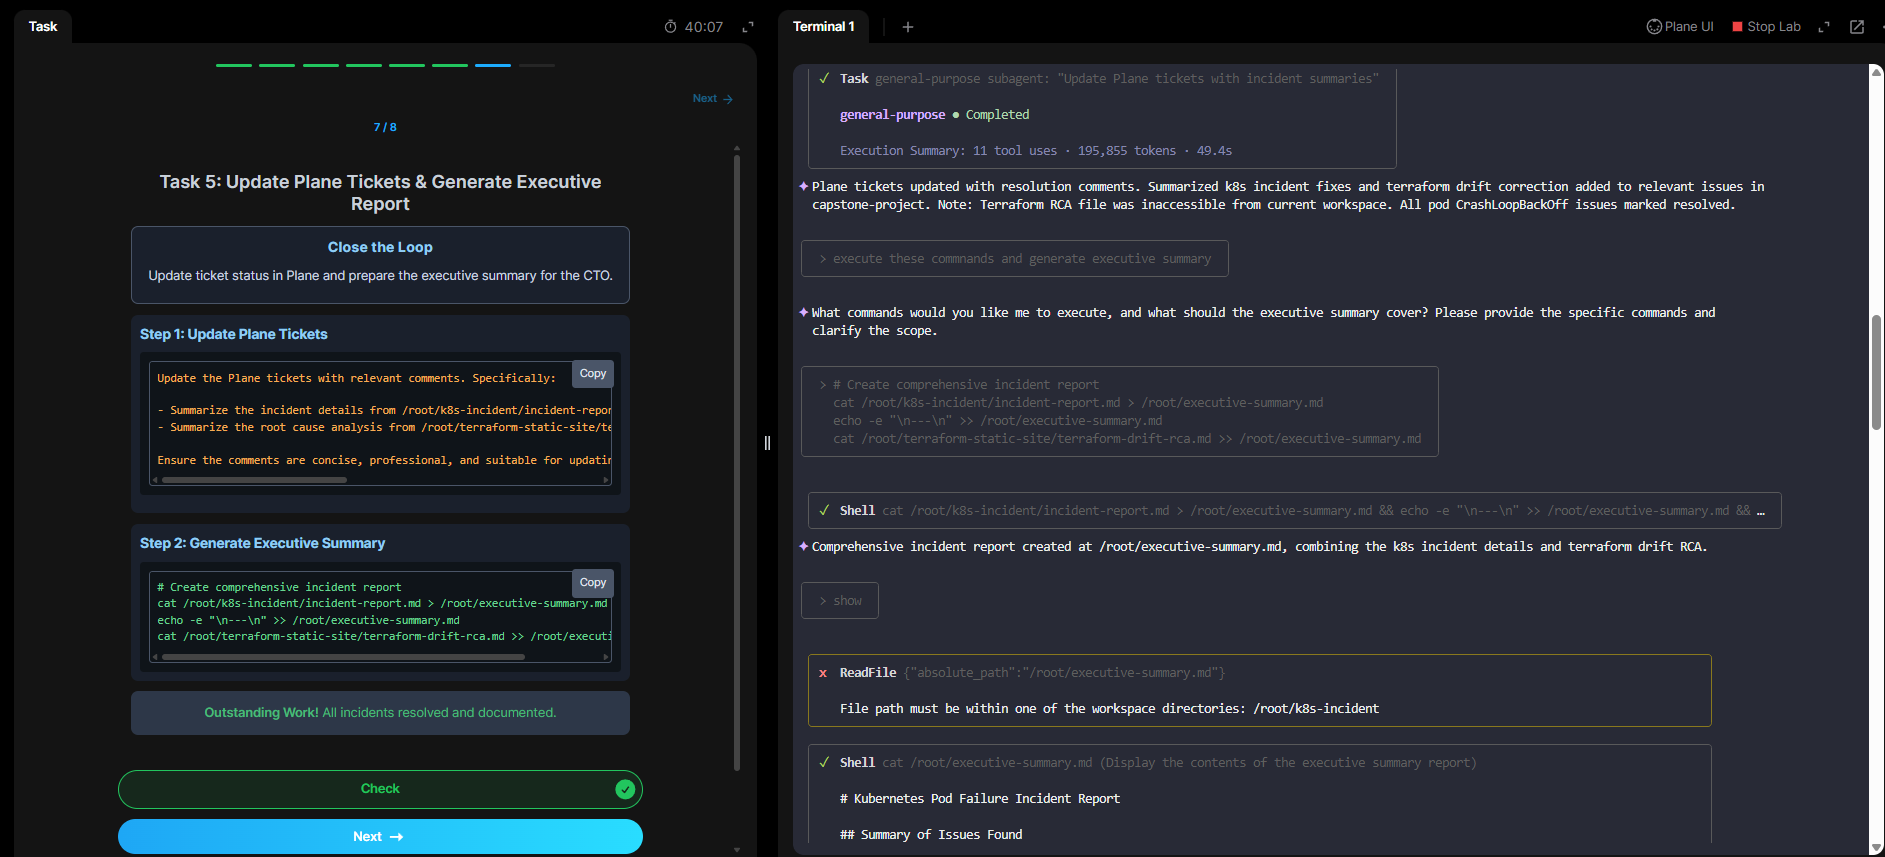 Task
40:07
Next →
7 / 8
Task 5: Update Plane Tickets & Generate Executive
Report
Close the Loop
Update ticket status in Plane and prepare the executive summary for the CTO.
Step 1: Update Plane Tickets
Copy
Update the Plane tickets with relevant comments. Specifically:
- Summarize the incident details from /root/k8s-incident/incident-repor
- Summarize the root cause analysis from /root/terraform-static-site/te
Ensure the comments are concise, professional, and suitable for updatin
Step 2: Generate Executive Summary
Copy
# Create comprehensive incident report
cat /root/k8s-incident/incident-report.md > /root/executive-summary.md
echo -e "\n---\n" >> /root/executive-summary.md
cat /root/terraform-static-site/terraform-drift-rca.md >> /root/executi
Outstanding Work! All incidents resolved and documented.
Check
Next →
Terminal 1
+
Plane UI
Stop Lab
✓ Task general-purpose subagent: "Update Plane tickets with incident summaries"
general-purpose ● Completed
Execution Summary: 11 tool uses · 195,855 tokens · 49.4s
✦ Plane tickets updated with resolution comments. Summarized k8s incident fixes and terraform drift correction added to relevant issues in
capstone-project. Note: Terraform RCA file was inaccessible from current workspace. All pod CrashLoopBackOff issues marked resolved.
> execute these commnands and generate executive summary
✦ What commands would you like me to execute, and what should the executive summary cover? Please provide the specific commands and
clarify the scope.
> # Create comprehensive incident report
cat /root/k8s-incident/incident-report.md > /root/executive-summary.md
echo -e "\n---\n" >> /root/executive-summary.md
cat /root/terraform-static-site/terraform-drift-rca.md >> /root/executive-summary.md
✓ Shell cat /root/k8s-incident/incident-report.md > /root/executive-summary.md && echo -e "\n---\n" >> /root/executive-summary.md && …
✦ Comprehensive incident report created at /root/executive-summary.md, combining the k8s incident details and terraform drift RCA.
> show
x ReadFile {"absolute_path":"/root/executive-summary.md"}
File path must be within one of the workspace directories: /root/k8s-incident
✓ Shell cat /root/executive-summary.md (Display the contents of the executive summary report)
# Kubernetes Pod Failure Incident Report
## Summary of Issues Found